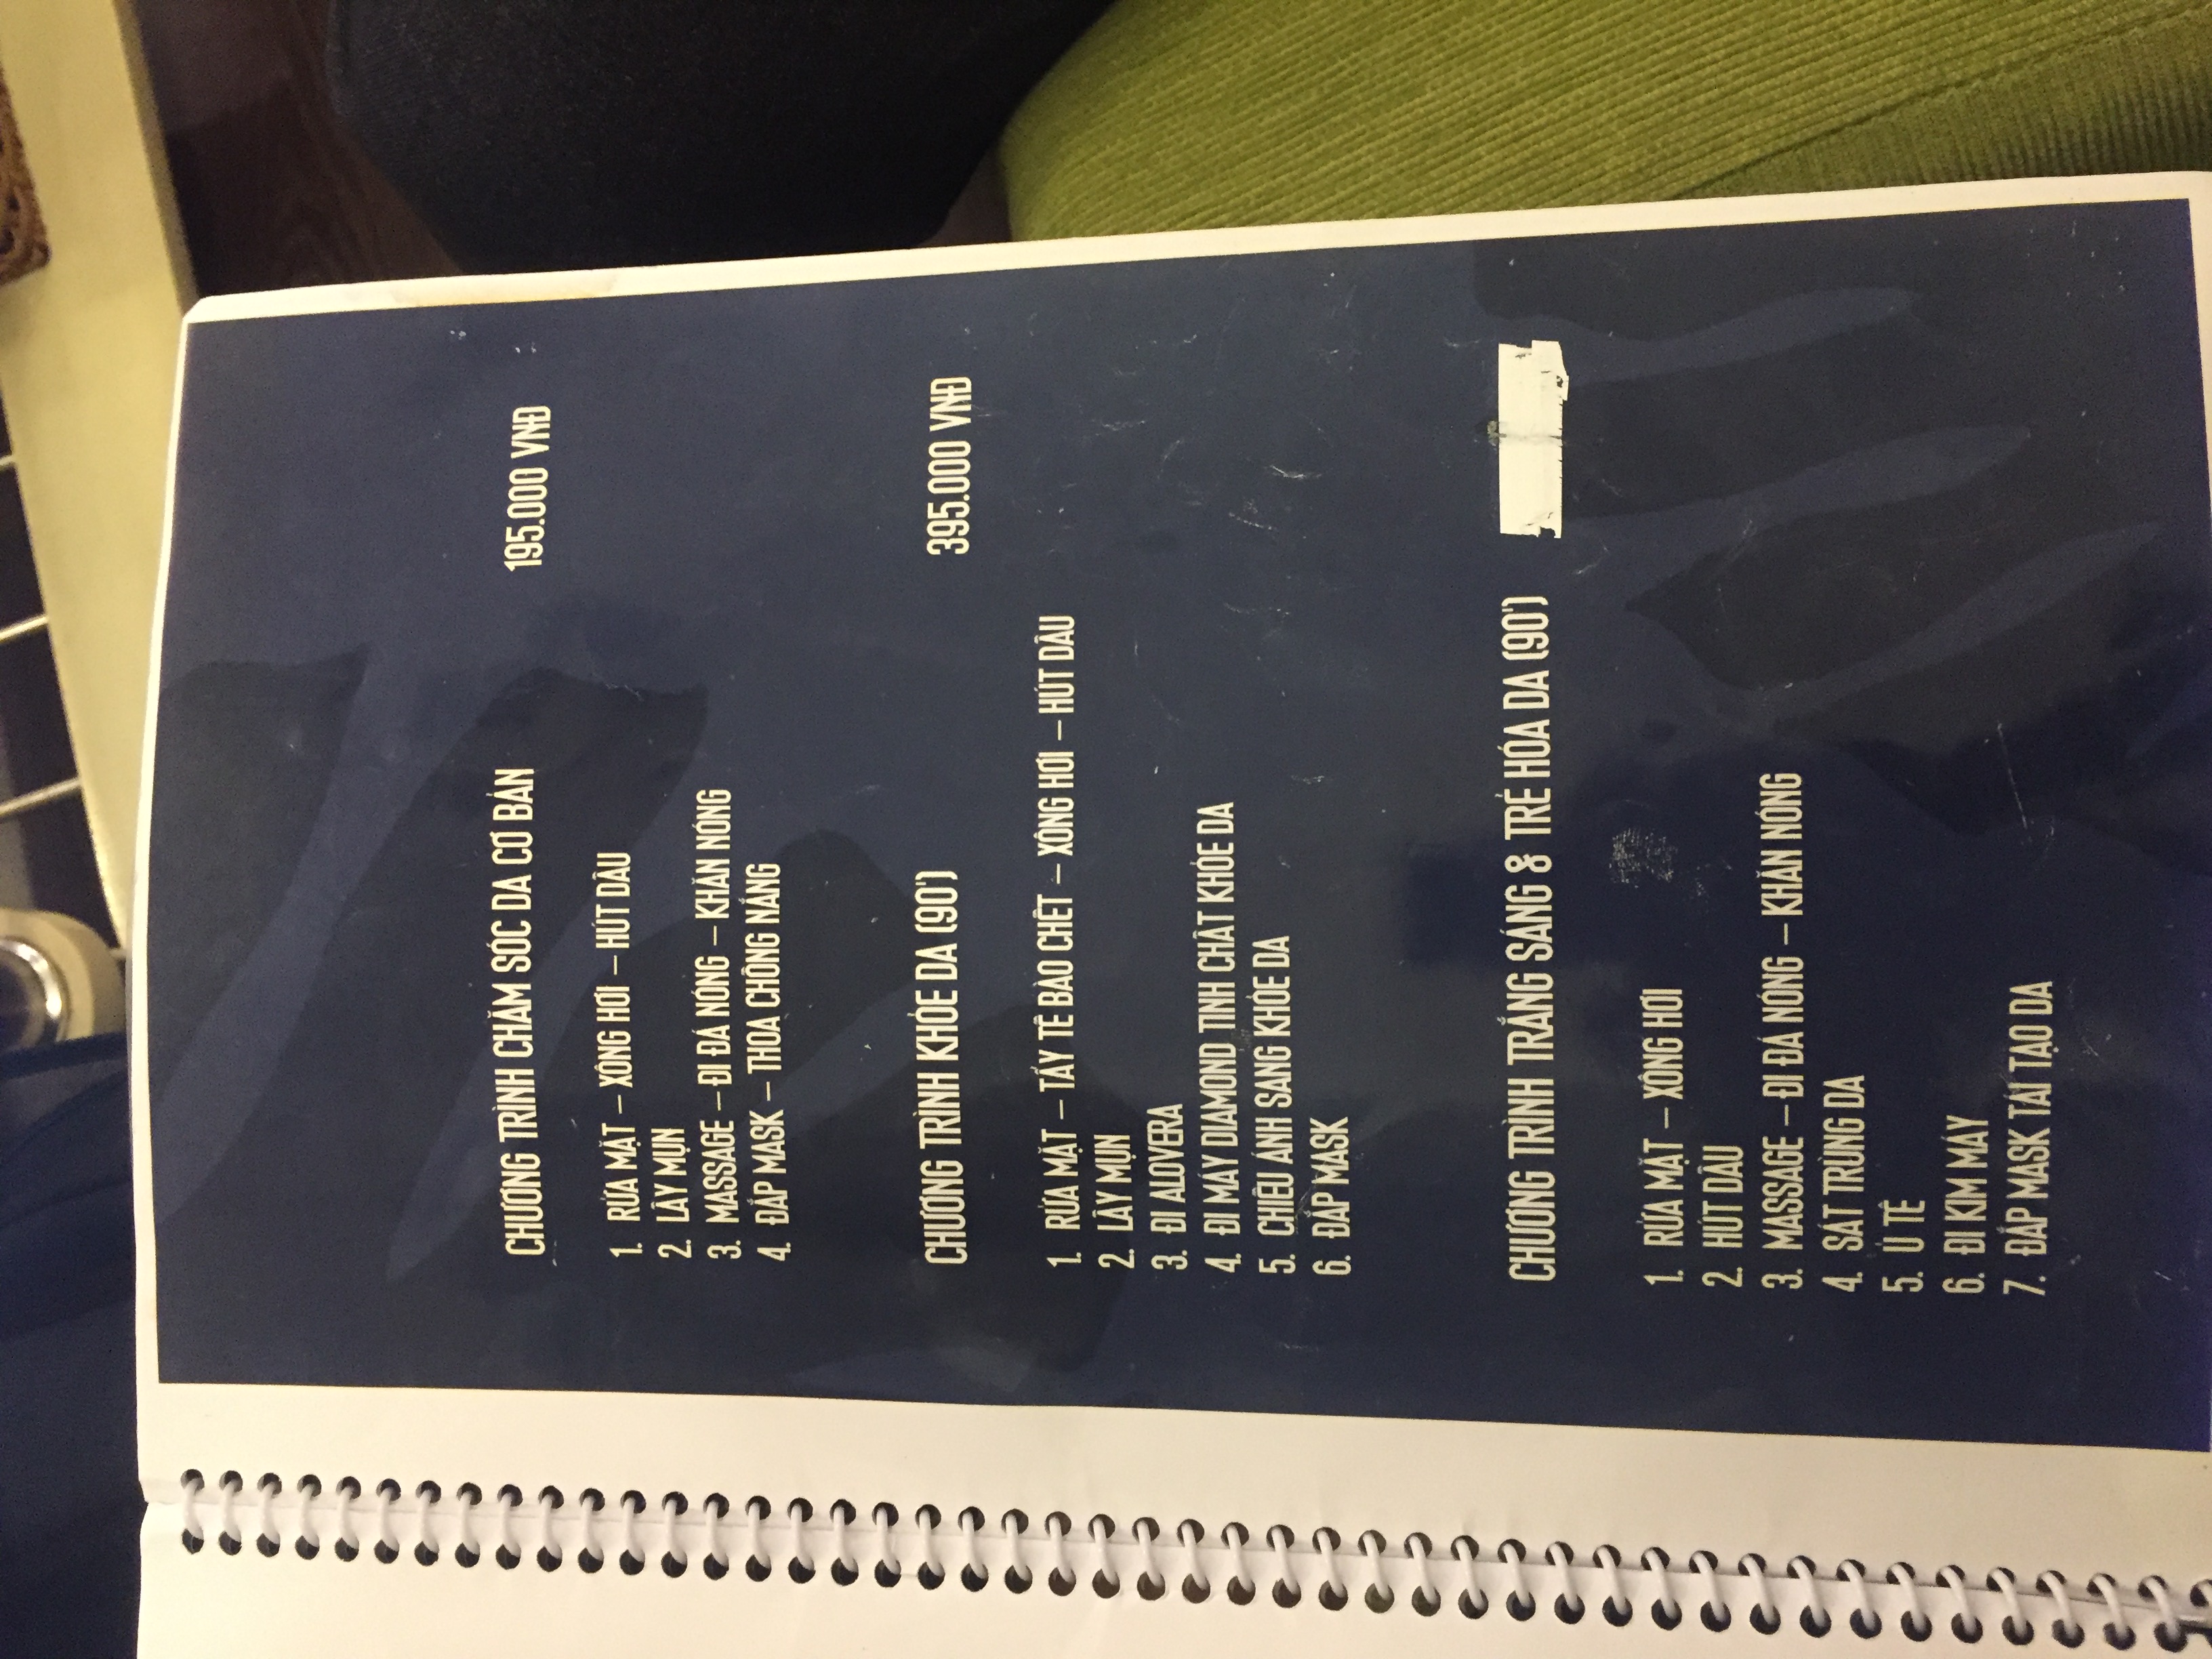 CHƯƠNG TRÌNH CHĂM SÓC DA CƠ BẢN 195.000 VNĐ
1. RỬA MẶT – XÔNG HƠI – HÚT DẦU
2. LẤY MỤN
3. MASSAGE – ĐI ĐÁ NÓNG – KHĂN NÓNG
4. ĐẮP MASK – THOA CHỐNG NẮNG
CHƯƠNG TRÌNH KHỎE DA (90') 395.000 VNĐ
1. RỬA MẶT – TẨY TẾ BÀO CHẾT – XÔNG HƠI – HÚT DẦU
2. LẤY MỤN
3. ĐI ALOVERA
4. ĐI MÁY DIAMOND TINH CHẤT KHỎE DA
5. CHIẾU ÁNH SANG KHỎE DA
6. ĐẮP MASK
CHƯƠNG TRÌNH TRẮNG SÁNG & TRẺ HÓA DA (90')
1. RỬA MẶT – XÔNG HƠI
2. HÚT DẦU
3. MASSAGE – ĐI ĐÁ NÓNG – KHĂN NÓNG
4. SÁT TRÙNG DA
5. Ủ TÊ
6. ĐI KIM MÁY
7. ĐẮP MASK TÁI TẠO DA